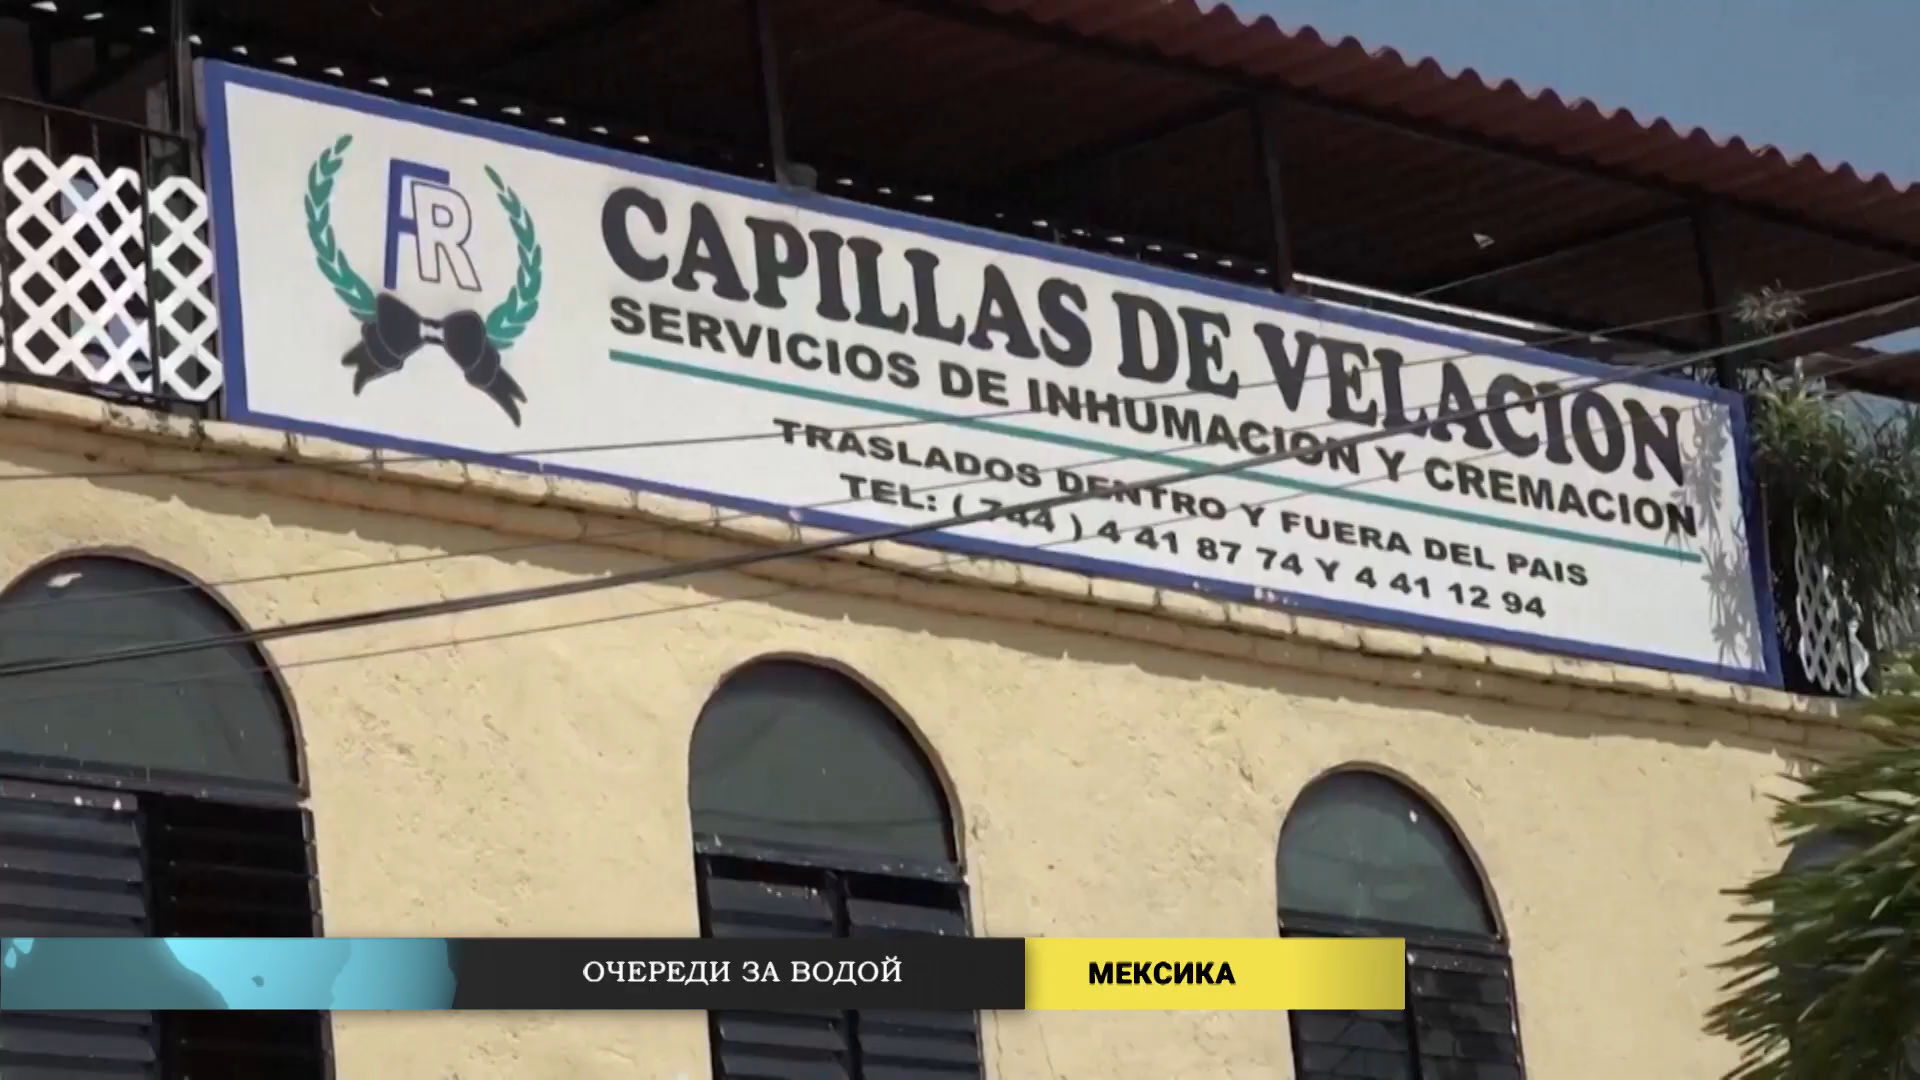 FR
CAPILLAS DE VELACION
SERVICIOS DE INHUMACION Y CREMACION
TRASLADOS DENTRO Y FUERA DEL PAIS
TEL: ( 744 ) 4 41 87 74 Y 4 41 12 94
ОЧЕРЕДИ ЗА ВОДОЙ
МЕКСИКА